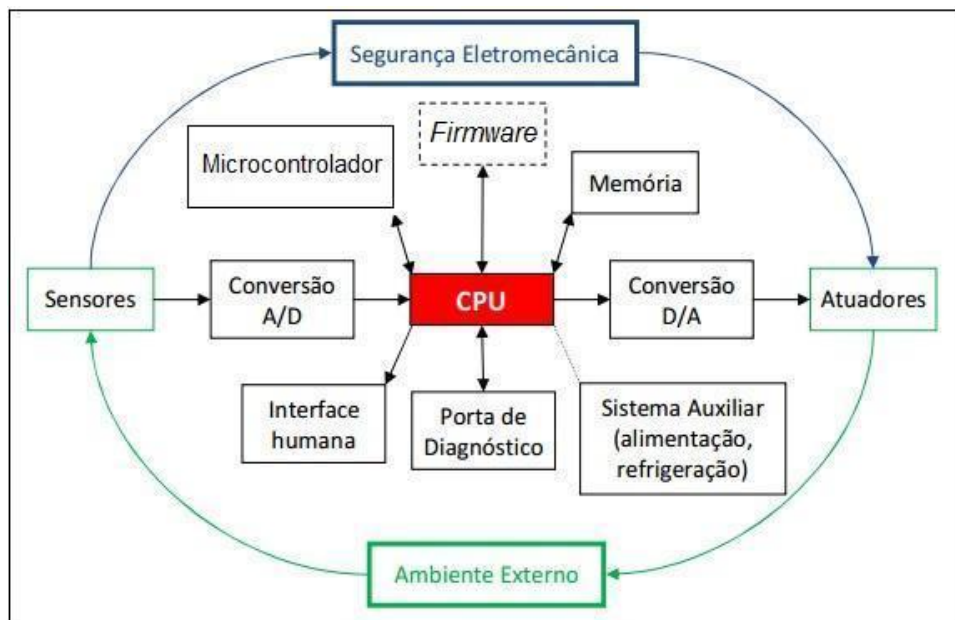 Segurança Eletromecânica
Firmware
Microcontrolador
Memória
Sensores
Conversão
A/D
CPU
Conversão
D/A
Atuadores
Interface
humana
Porta de
Diagnóstico
Sistema Auxiliar
(alimentação,
refrigeração)
Ambiente Externo